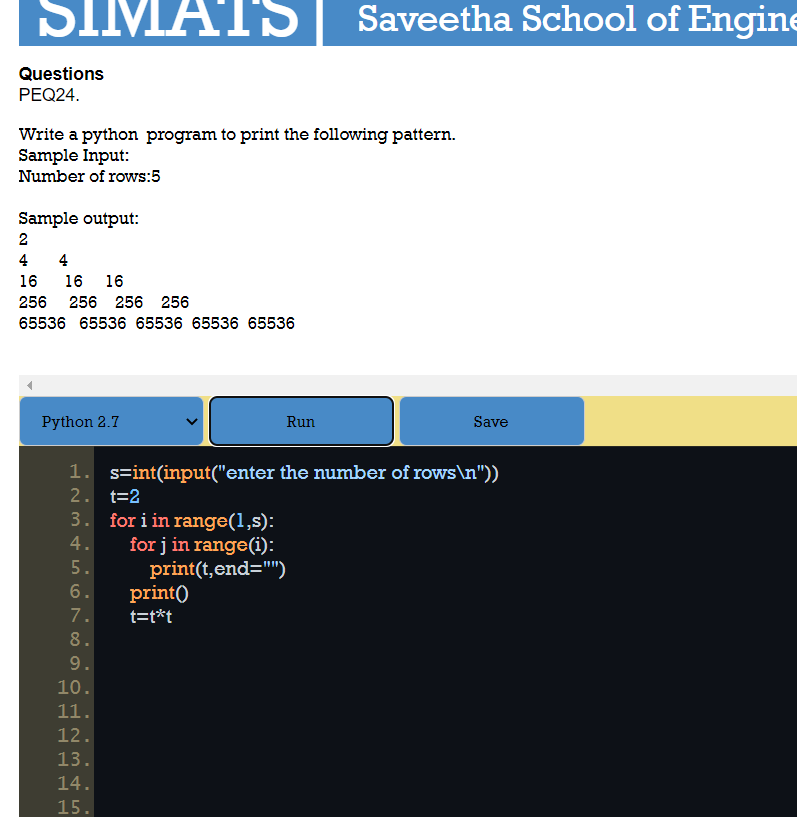 SIMATS Saveetha School of Engine
Questions
PEQ24.
Write a python program to print the following pattern.
Sample Input:
Number of rows:5
Sample output:
2
4 4
16 16 16
256 256 256 256
65536 65536 65536 65536 65536
Python 2.7 Run Save
1. s=int(input("enter the number of rows\n"))
2. t=2
3. for i in range(1,s):
4. for j in range(i):
5. print(t,end="")
6. print()
7. t=t*t
8.
9.
10.
11.
12.
13.
14.
15.